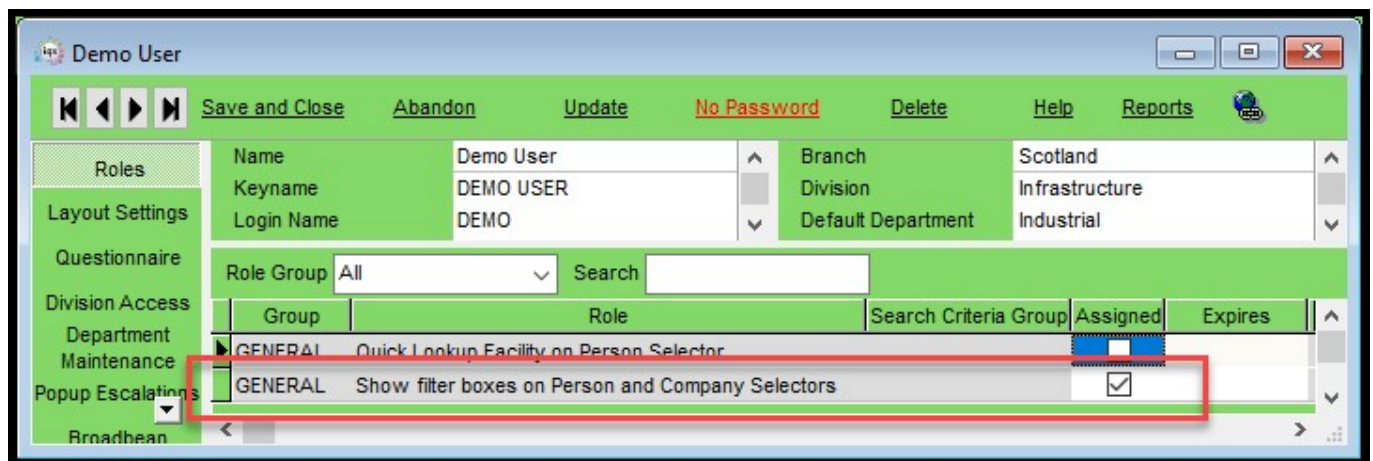 Demo User
Save and Close Abandon Update No Password Delete Help Reports
Roles
Layout Settings
Questionnaire
Division Access
Department
Maintenance
Popup Escalations
Broadbean
Name Demo User Branch Scotland
Keyname DEMO USER Division Infrastructure
Login Name DEMO Default Department Industrial
Role Group All Search
Group Role Search Criteria Group Assigned Expires
GENERAL Quick Lookup Facility on Person Selector
GENERAL Show filter boxes on Person and Company Selectors